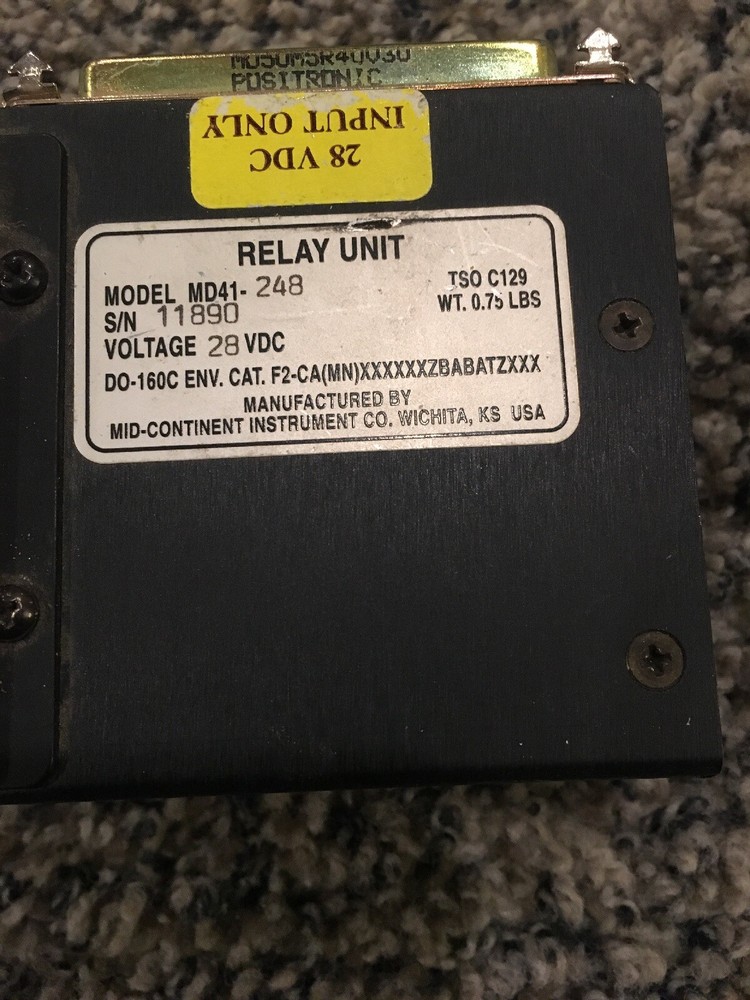 MD50M5R400V30
POSITRONIC
28 VDC
INPUT ONLY
RELAY UNIT
MODEL MD41- 248
TSO C129
S/N 11890
WT. 0.75 LBS
VOLTAGE 28 VDC
DO-160C ENV. CAT. F2-CA(MN)XXXXXXZBABATZXXX
MANUFACTURED BY
MID-CONTINENT INSTRUMENT CO. WICHITA, KS USA